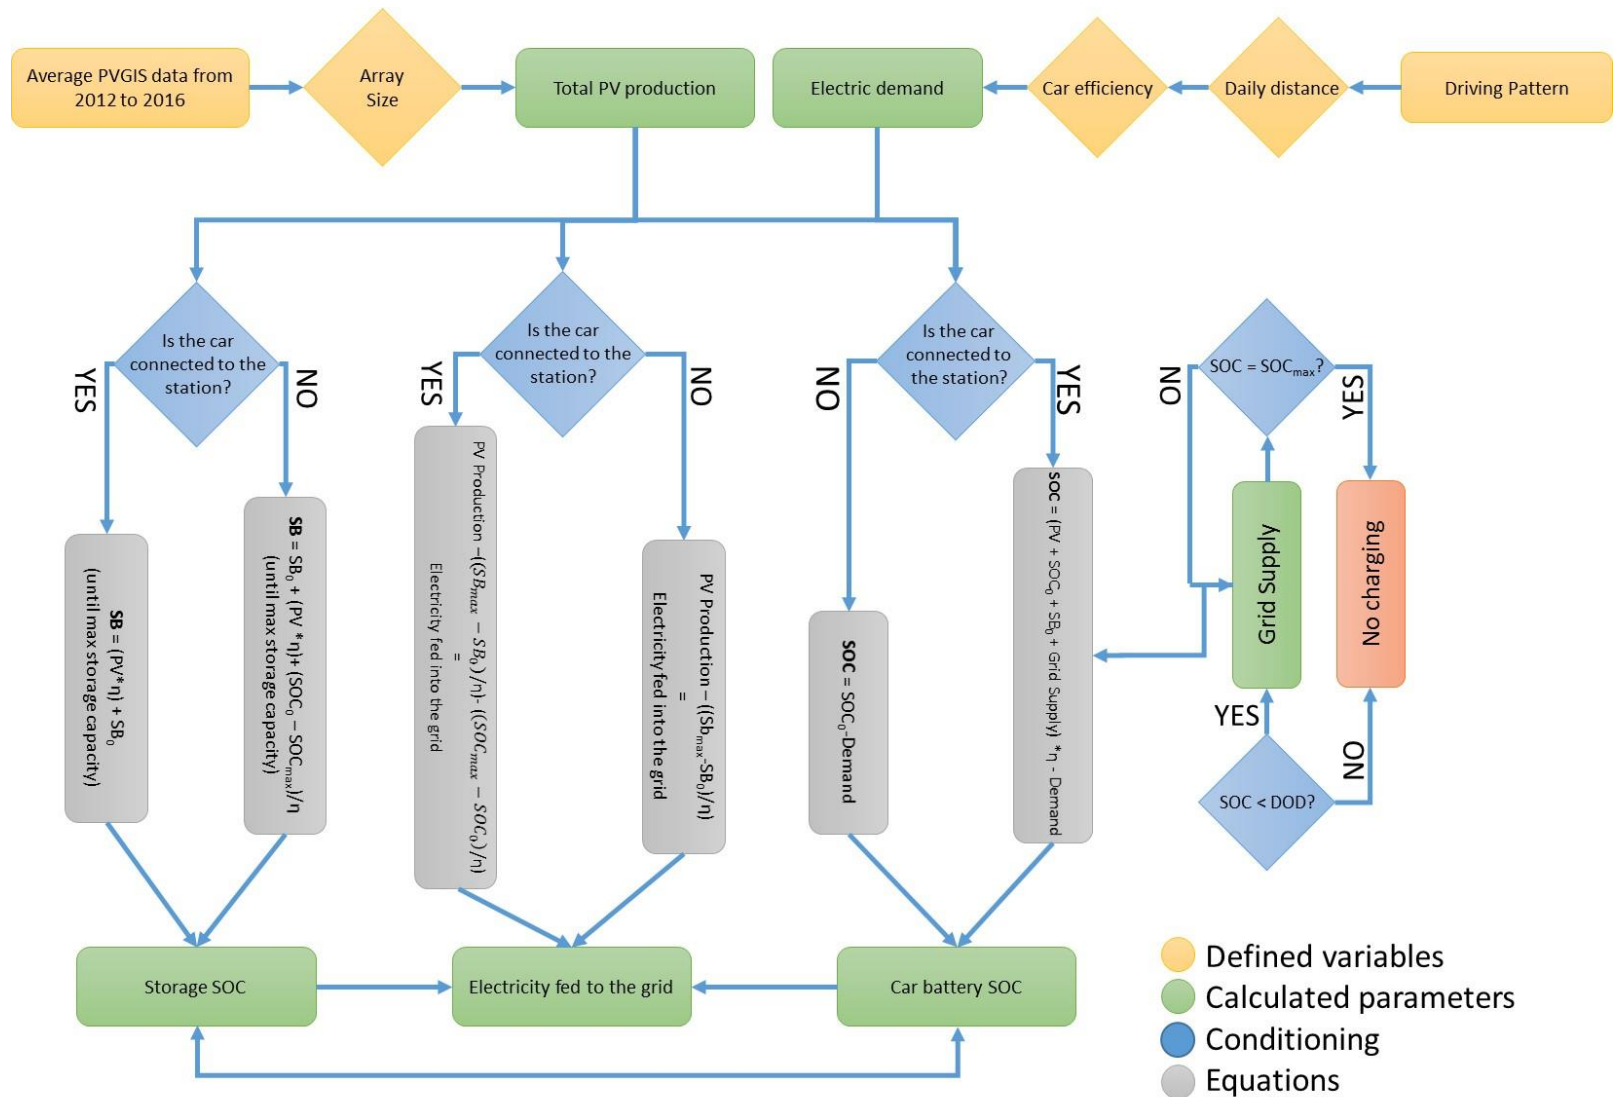 Average PVGIS data from
2012 to 2016
Array
Size
Total PV production
Electric demand
Car efficiency
Daily distance
Driving Pattern
Is the car
connected to the
station?
YES
NO
Is the car
connected to the
station?
YES
NO
Is the car
connected to
the station?
NO
YES
SOC = SOCmax?
NO
YES
SB = (PV*η) + SB0
(until max storage capacity)
SB = SB0 + (PV *η)+ (SOC0 – SOCmax)/η
(until max storage capacity)
PV Production –((SBmax − SB0)/η)- ((SOCmax − SOC0)/η)
=
Electricity fed into the grid
PV Production – ((Sbmax-SB0)/η)
=
Electricity fed into the grid
SOC = SOC0-Demand
SOC = (PV + SOC0 + SB0 + Grid Supply) *η - Demand
Grid Supply
No charging
YES
NO
SOC < DOD?
Storage SOC
Electricity fed to the grid
Car battery SOC
Defined variables
Calculated parameters
Conditioning
Equations